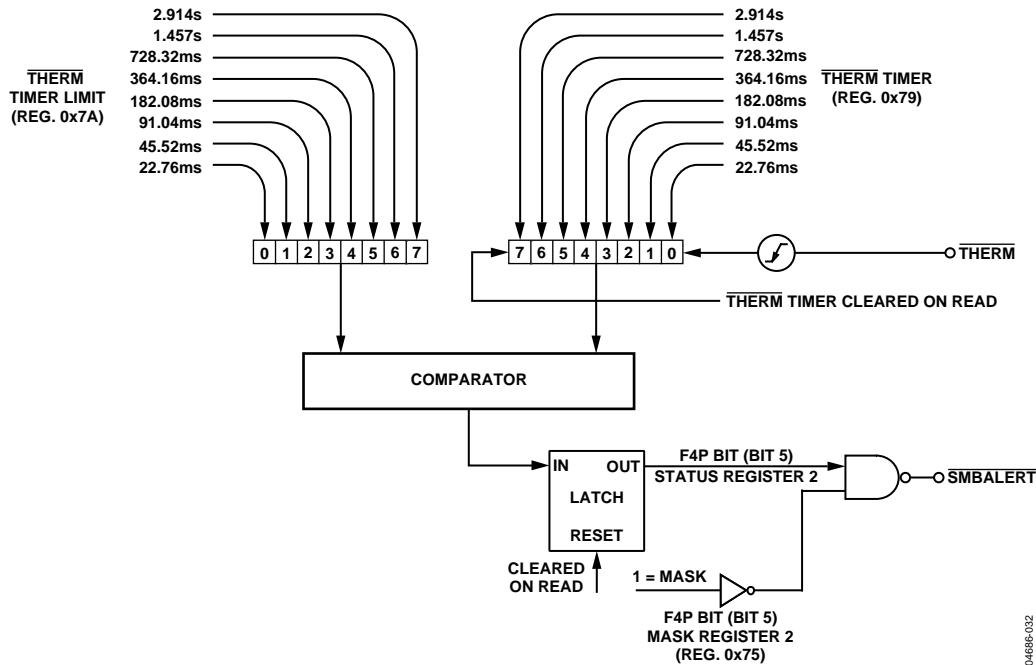 2.914s
1.457s
728.32ms
364.16ms
182.08ms
91.04ms
45.52ms
22.76ms
THERM
TIMER LIMIT
(REG. 0x7A)
2.914s
1.457s
728.32ms
364.16ms
182.08ms
91.04ms
45.52ms
22.76ms
THERM TIMER
(REG. 0x79)
0 1 2 3 4 5 6 7
7 6 5 4 3 2 1 0
THERM
THERM TIMER CLEARED ON READ
COMPARATOR
IN OUT
LATCH
RESET
F4P BIT (BIT 5)
STATUS REGISTER 2
SMBALERT
CLEARED
ON READ
1 = MASK
F4P BIT (BIT 5)
MASK REGISTER 2
(REG. 0x75)
04686-032